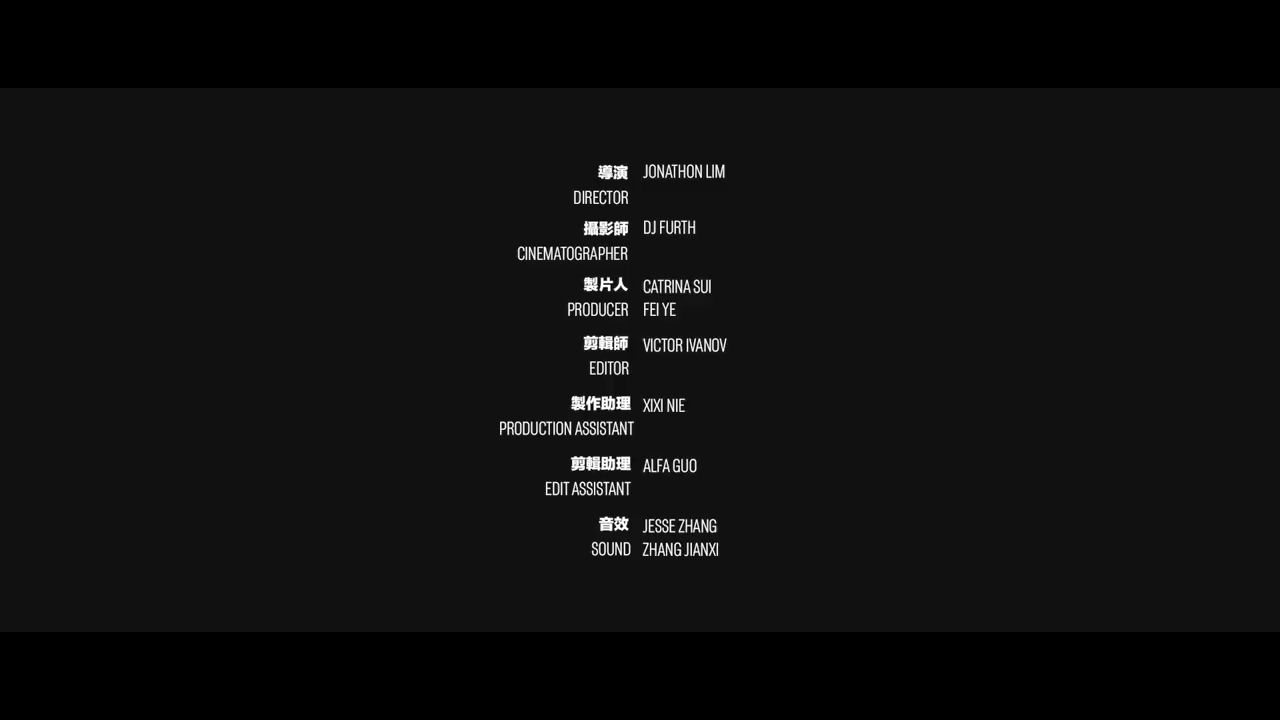 導演 JONATHON LIM
DIRECTOR
攝影師 DJ FURTH
CINEMATOGRAPHER
製片人 CATRINA SUI
PRODUCER FEI YE
剪輯師 VICTOR IVANOV
EDITOR
製作助理 XIXI NIE
PRODUCTION ASSISTANT
剪輯助理 ALFA GUO
EDIT ASSISTANT
音效 JESSE ZHANG
SOUND ZHANG JIANXI